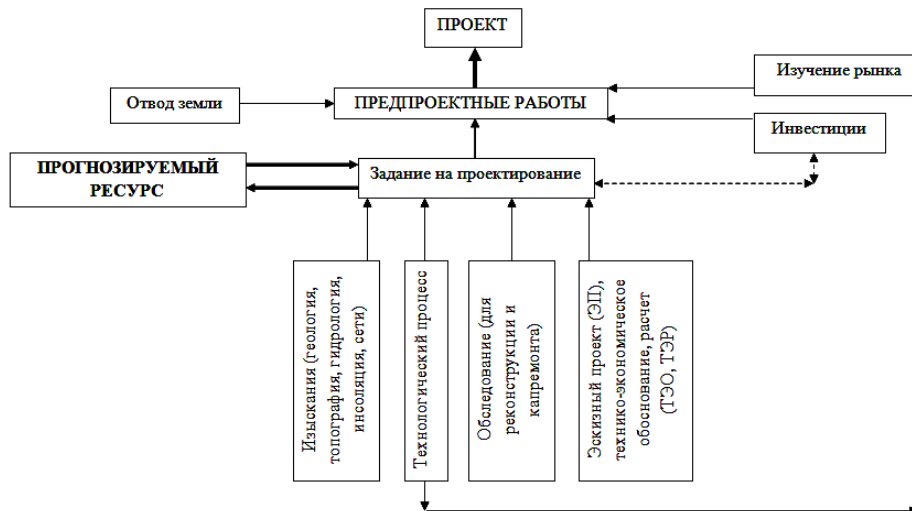 ПРОЕКТ
Изучение рынка
Отвод земли
ПРЕДПРОЕКТНЫЕ РАБОТЫ
Инвестиции
ПРОГНОЗИРУЕМЫЙ
РЕСУРС
Задание на проектирование
Изыскания (геология,
топография, гидрология,
инсоляция, сети)
Технологический процесс
Обследование (для
реконструкции и
капремонта)
Эскизный проект (ЭП),
технико-экономическое
обоснование, расчет
(ТЭО, ТЭР)